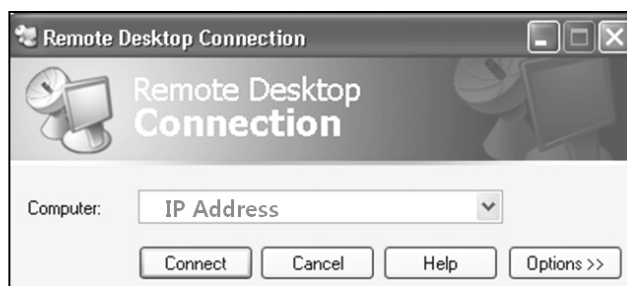 Remote Desktop Connection
Remote Desktop
Connection
Computer: IP Address
Connect Cancel Help Options >>